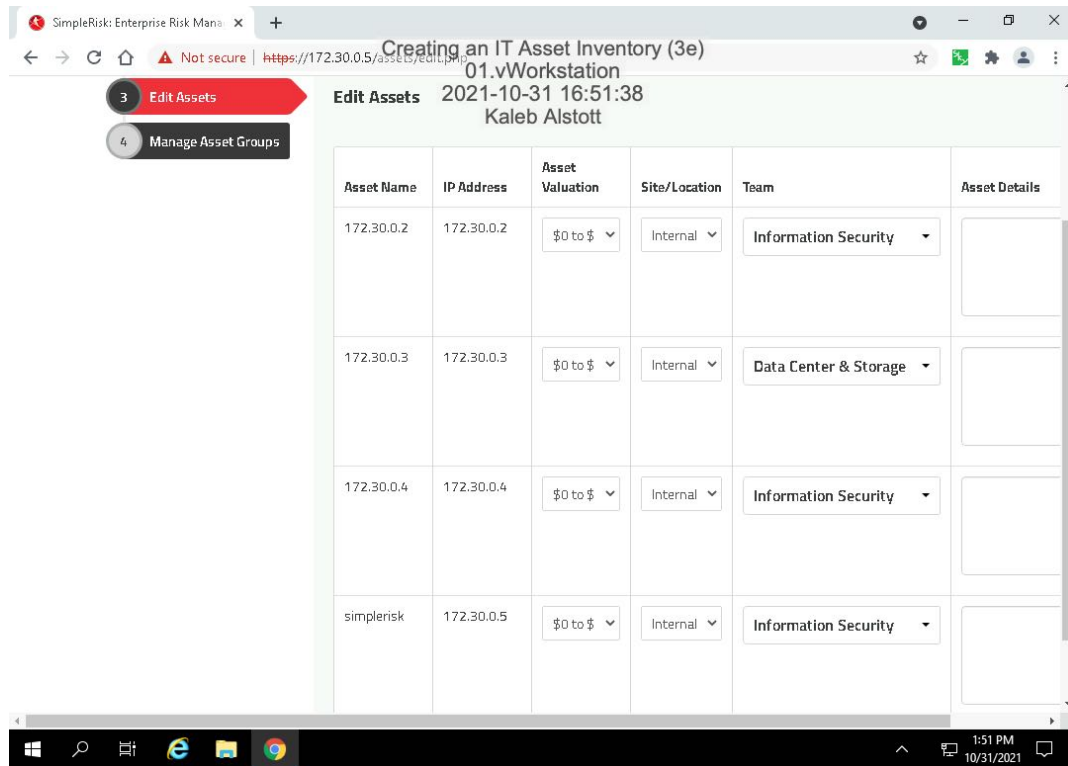 SimpleRisk: Enterprise Risk Mana
Not secure | https://172.30.0.5/assets/edit.php
Creating an IT Asset Inventory (3e)
01.vWorkstation
2021-10-31 16:51:38
Kaleb Alstott
3 Edit Assets
4 Manage Asset Groups
Edit Assets
Asset Name IP Address Asset Valuation Site/Location Team Asset Details
172.30.0.2 172.30.0.2 $0 to $ Internal Information Security
172.30.0.3 172.30.0.3 $0 to $ Internal Data Center & Storage
172.30.0.4 172.30.0.4 $0 to $ Internal Information Security
simplerisk 172.30.0.5 $0 to $ Internal Information Security
1:51 PM
10/31/2021